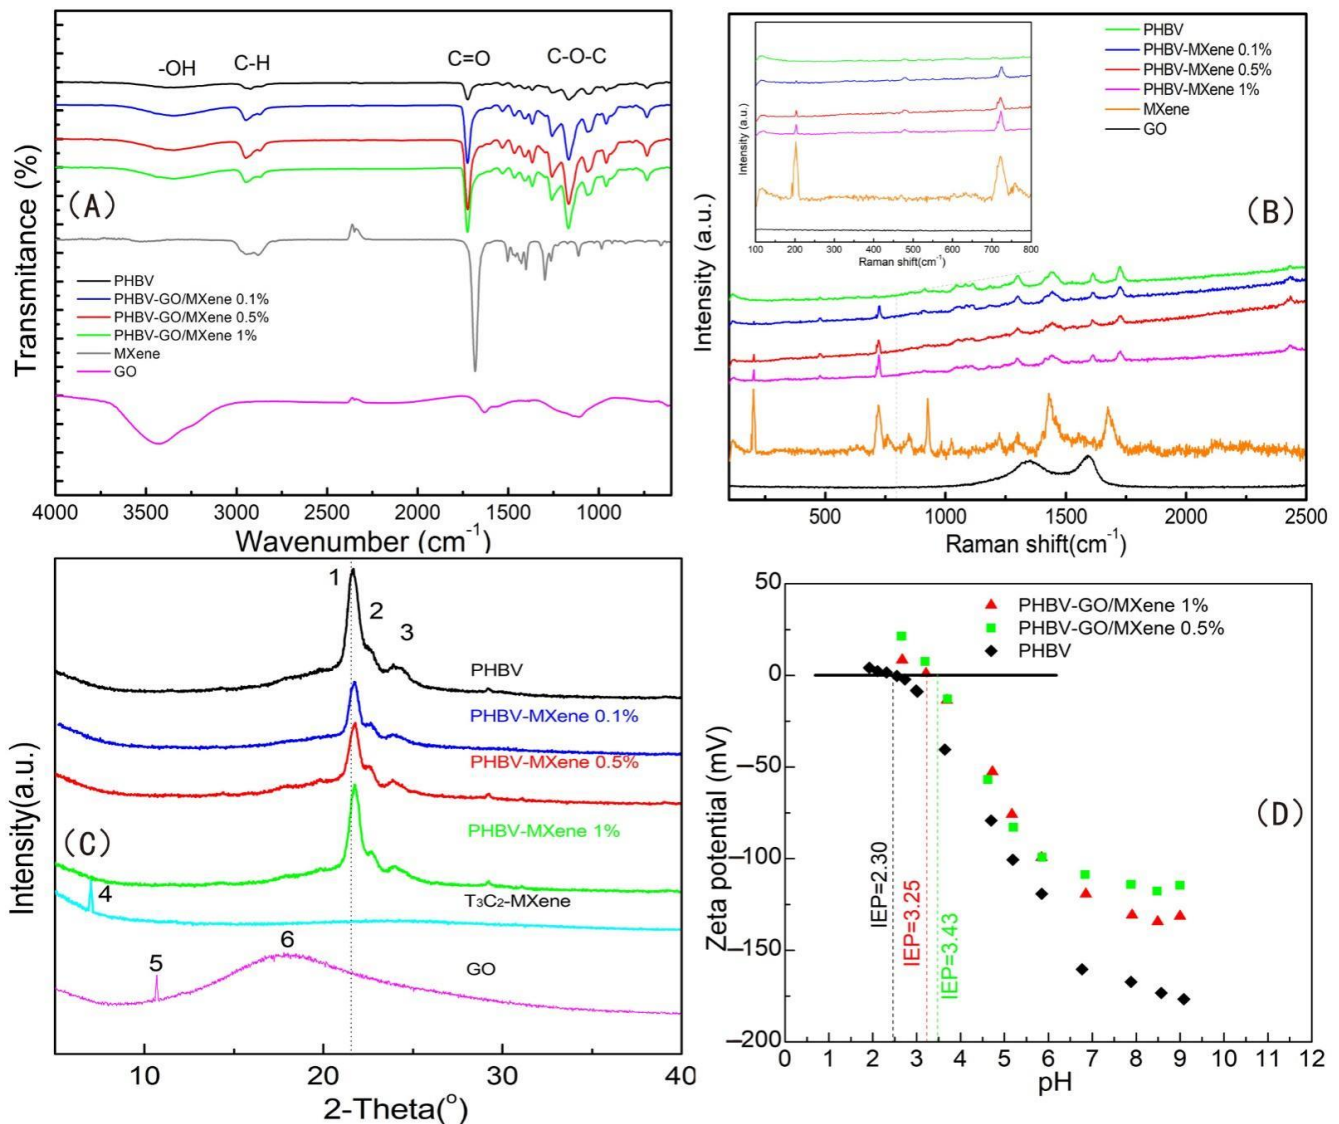 -OH
C-H
C=O
C-O-C
(A)
PHBV
PHBV-GO/MXene 0.1%
PHBV-GO/MXene 0.5%
PHBV-GO/MXene 1%
MXene
GO
Transmitance (%)
4000 3500 3000 2500 2000 1500 1000
Wavenumber (cm⁻¹)
PHBV
PHBV-MXene 0.1%
PHBV-MXene 0.5%
PHBV-MXene 1%
MXene
GO
Intensity (a.u.)
100 200 300 400 500 600 700 800
Raman shift(cm⁻¹)
(B)
Intensity (a.u.)
500 1000 1500 2000 2500
Raman shift(cm⁻¹)
1
2
3
PHBV
PHBV-MXene 0.1%
PHBV-MXene 0.5%
(C)
PHBV-MXene 1%
4
T₃C₂-MXene
5
6
GO
Intensity(a.u.)
10 20 30 40
2-Theta(°)
50
0
−50
−100
−150
−200
PHBV-GO/MXene 1%
PHBV-GO/MXene 0.5%
PHBV
(D)
IEP=2.30
IEP=3.25
IEP=3.43
Zeta potential (mV)
0 1 2 3 4 5 6 7 8 9 10 11 12
pH